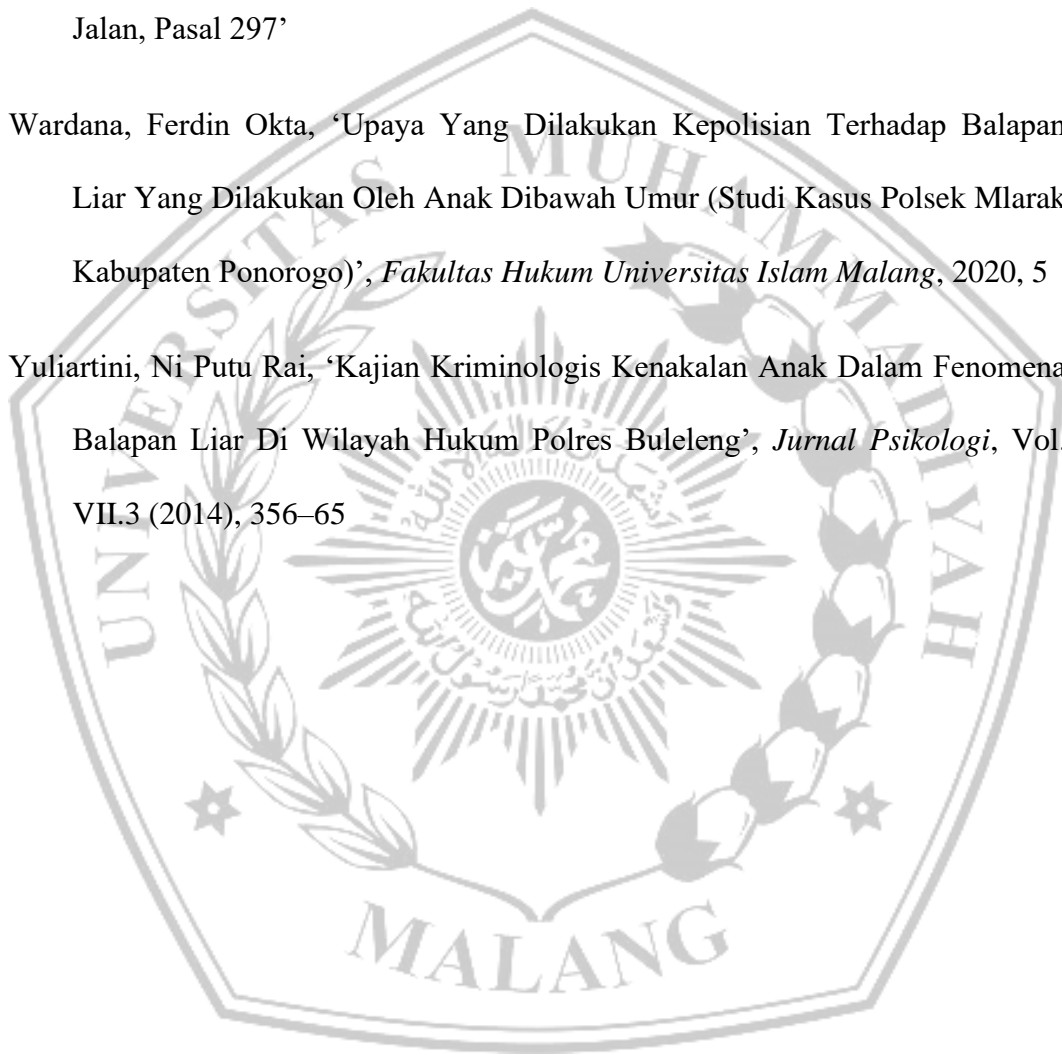 Jalan, Pasal 297’
Wardana, Ferdin Okta, ‘Upaya Yang Dilakukan Kepolisian Terhadap Balapan
Liar Yang Dilakukan Oleh Anak Dibawah Umur (Studi Kasus Polsek Mlarak
Kabupaten Ponorogo)’, Fakultas Hukum Universitas Islam Malang, 2020, 5
Yuliartini, Ni Putu Rai, ‘Kajian Kriminologis Kenakalan Anak Dalam Fenomena
Balapan Liar Di Wilayah Hukum Polres Buleleng’, Jurnal Psikologi, Vol.
VII.3 (2014), 356–65
UNIVERSITAS MUHAMMADIYAH
MALANG